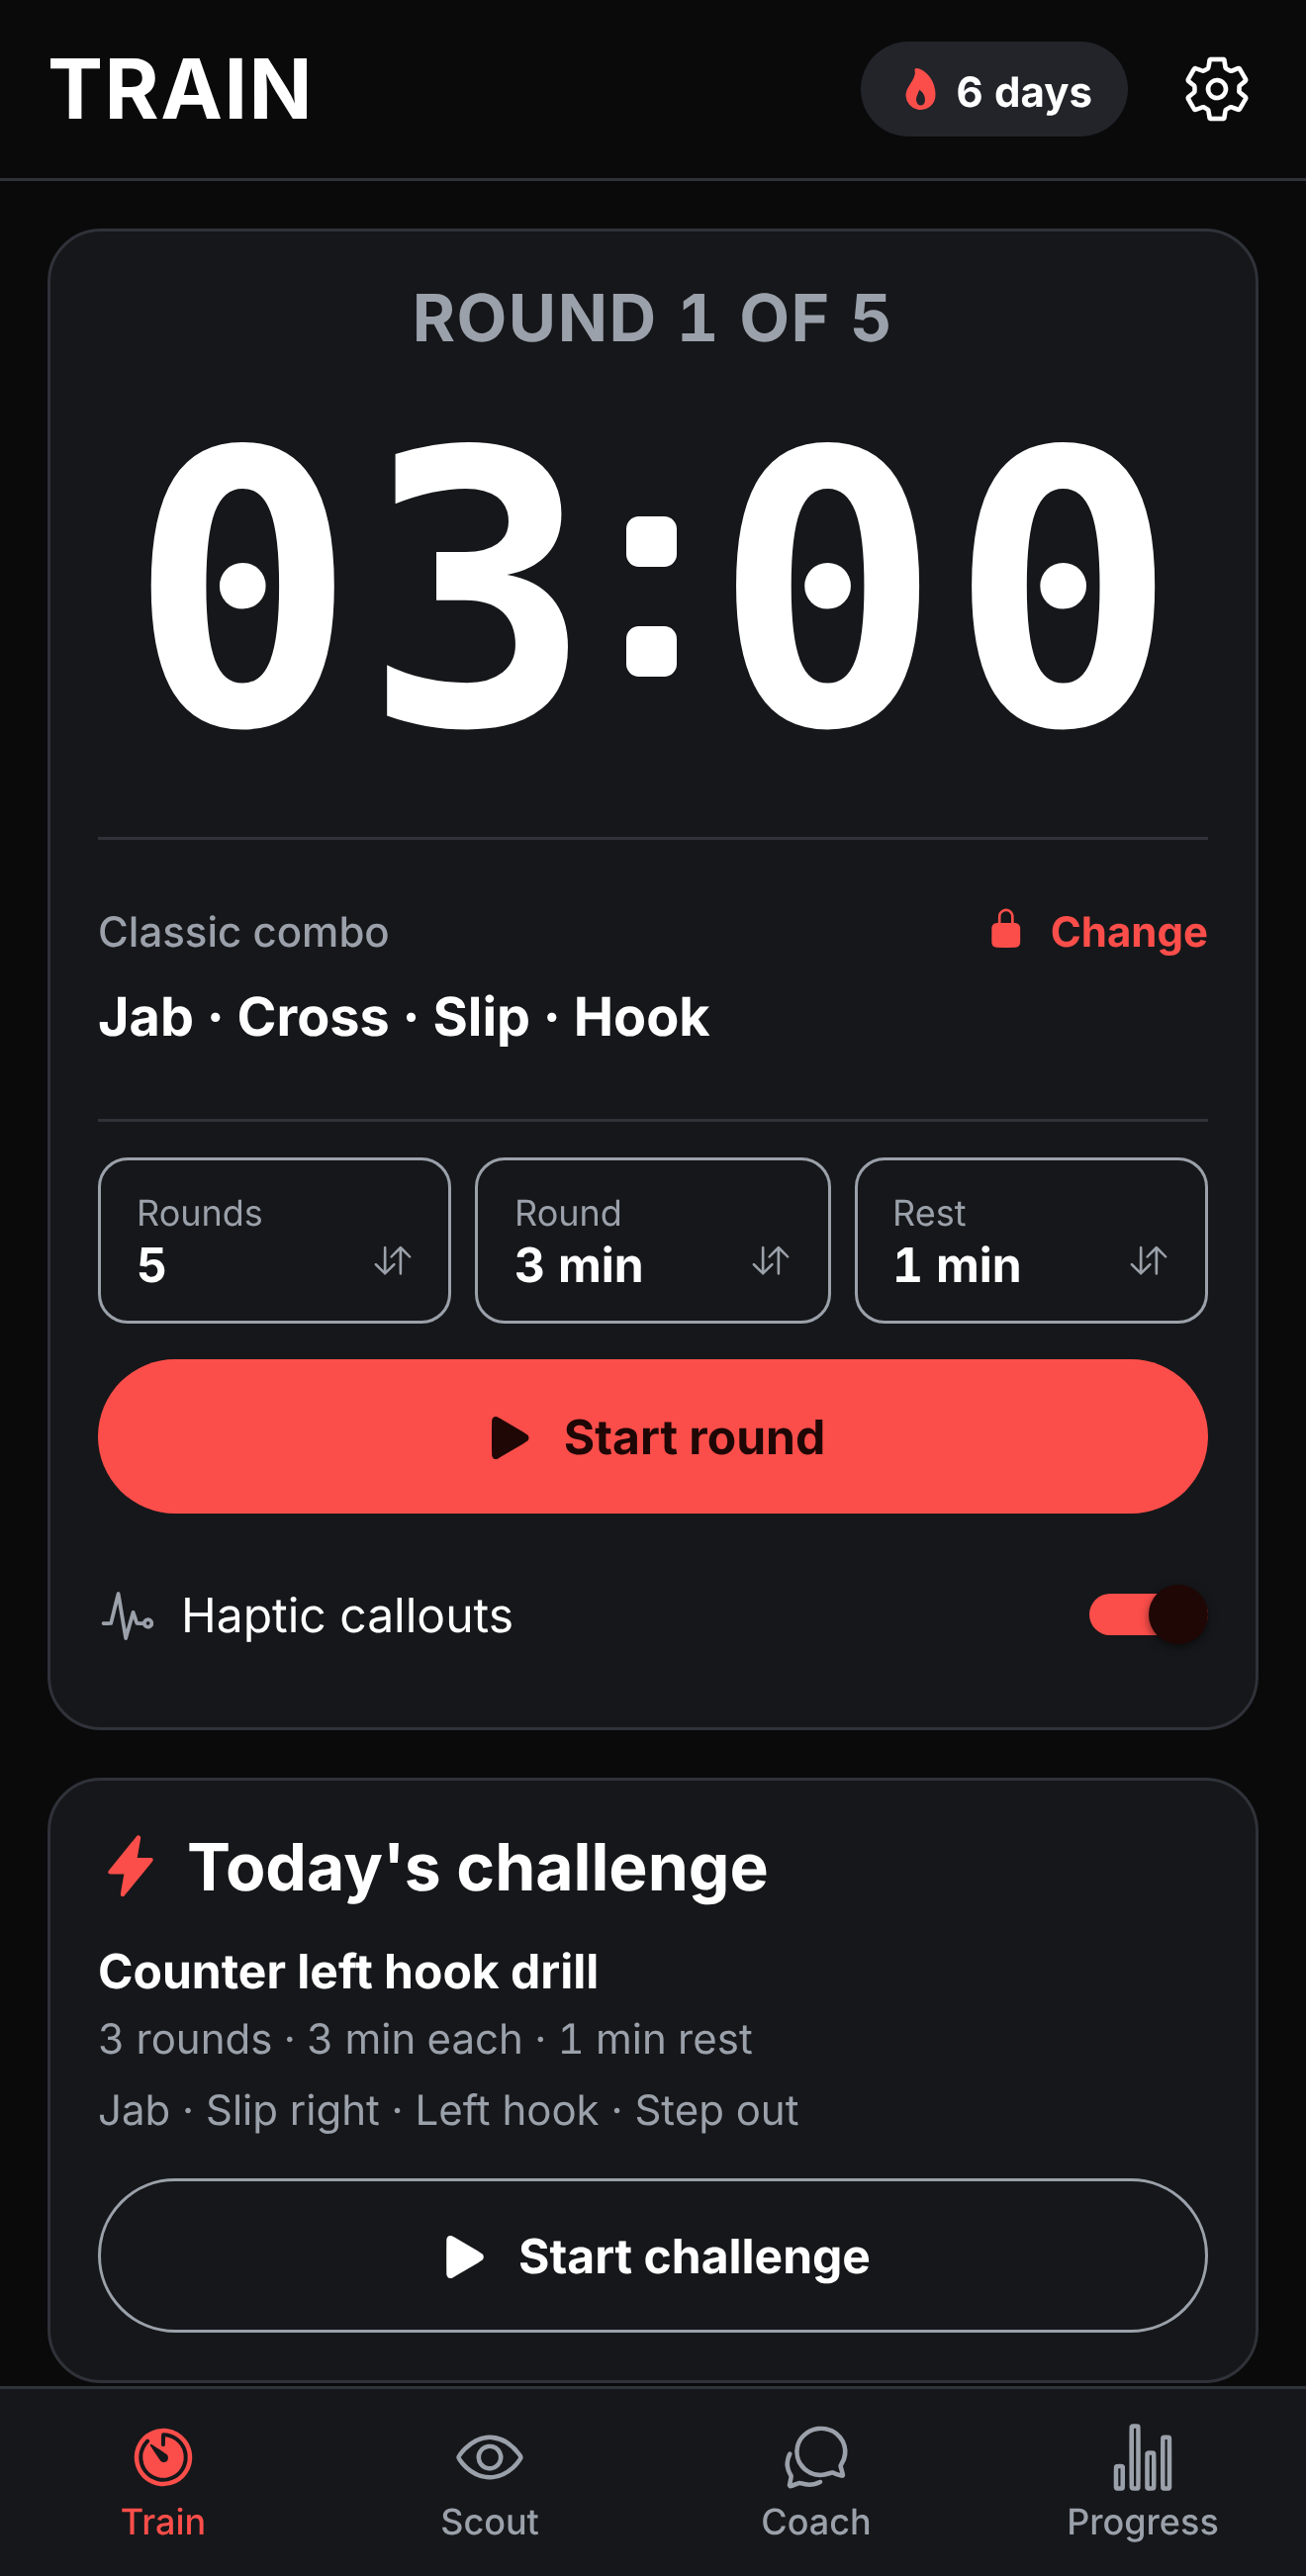 TRAIN
6 days
ROUND 1 OF 5
03:00
Classic combo
Change
Jab · Cross · Slip · Hook
Rounds
5
Round
3 min
Rest
1 min
Start round
Haptic callouts
Today's challenge
Counter left hook drill
3 rounds · 3 min each · 1 min rest
Jab · Slip right · Left hook · Step out
Start challenge
Train
Scout
Coach
Progress